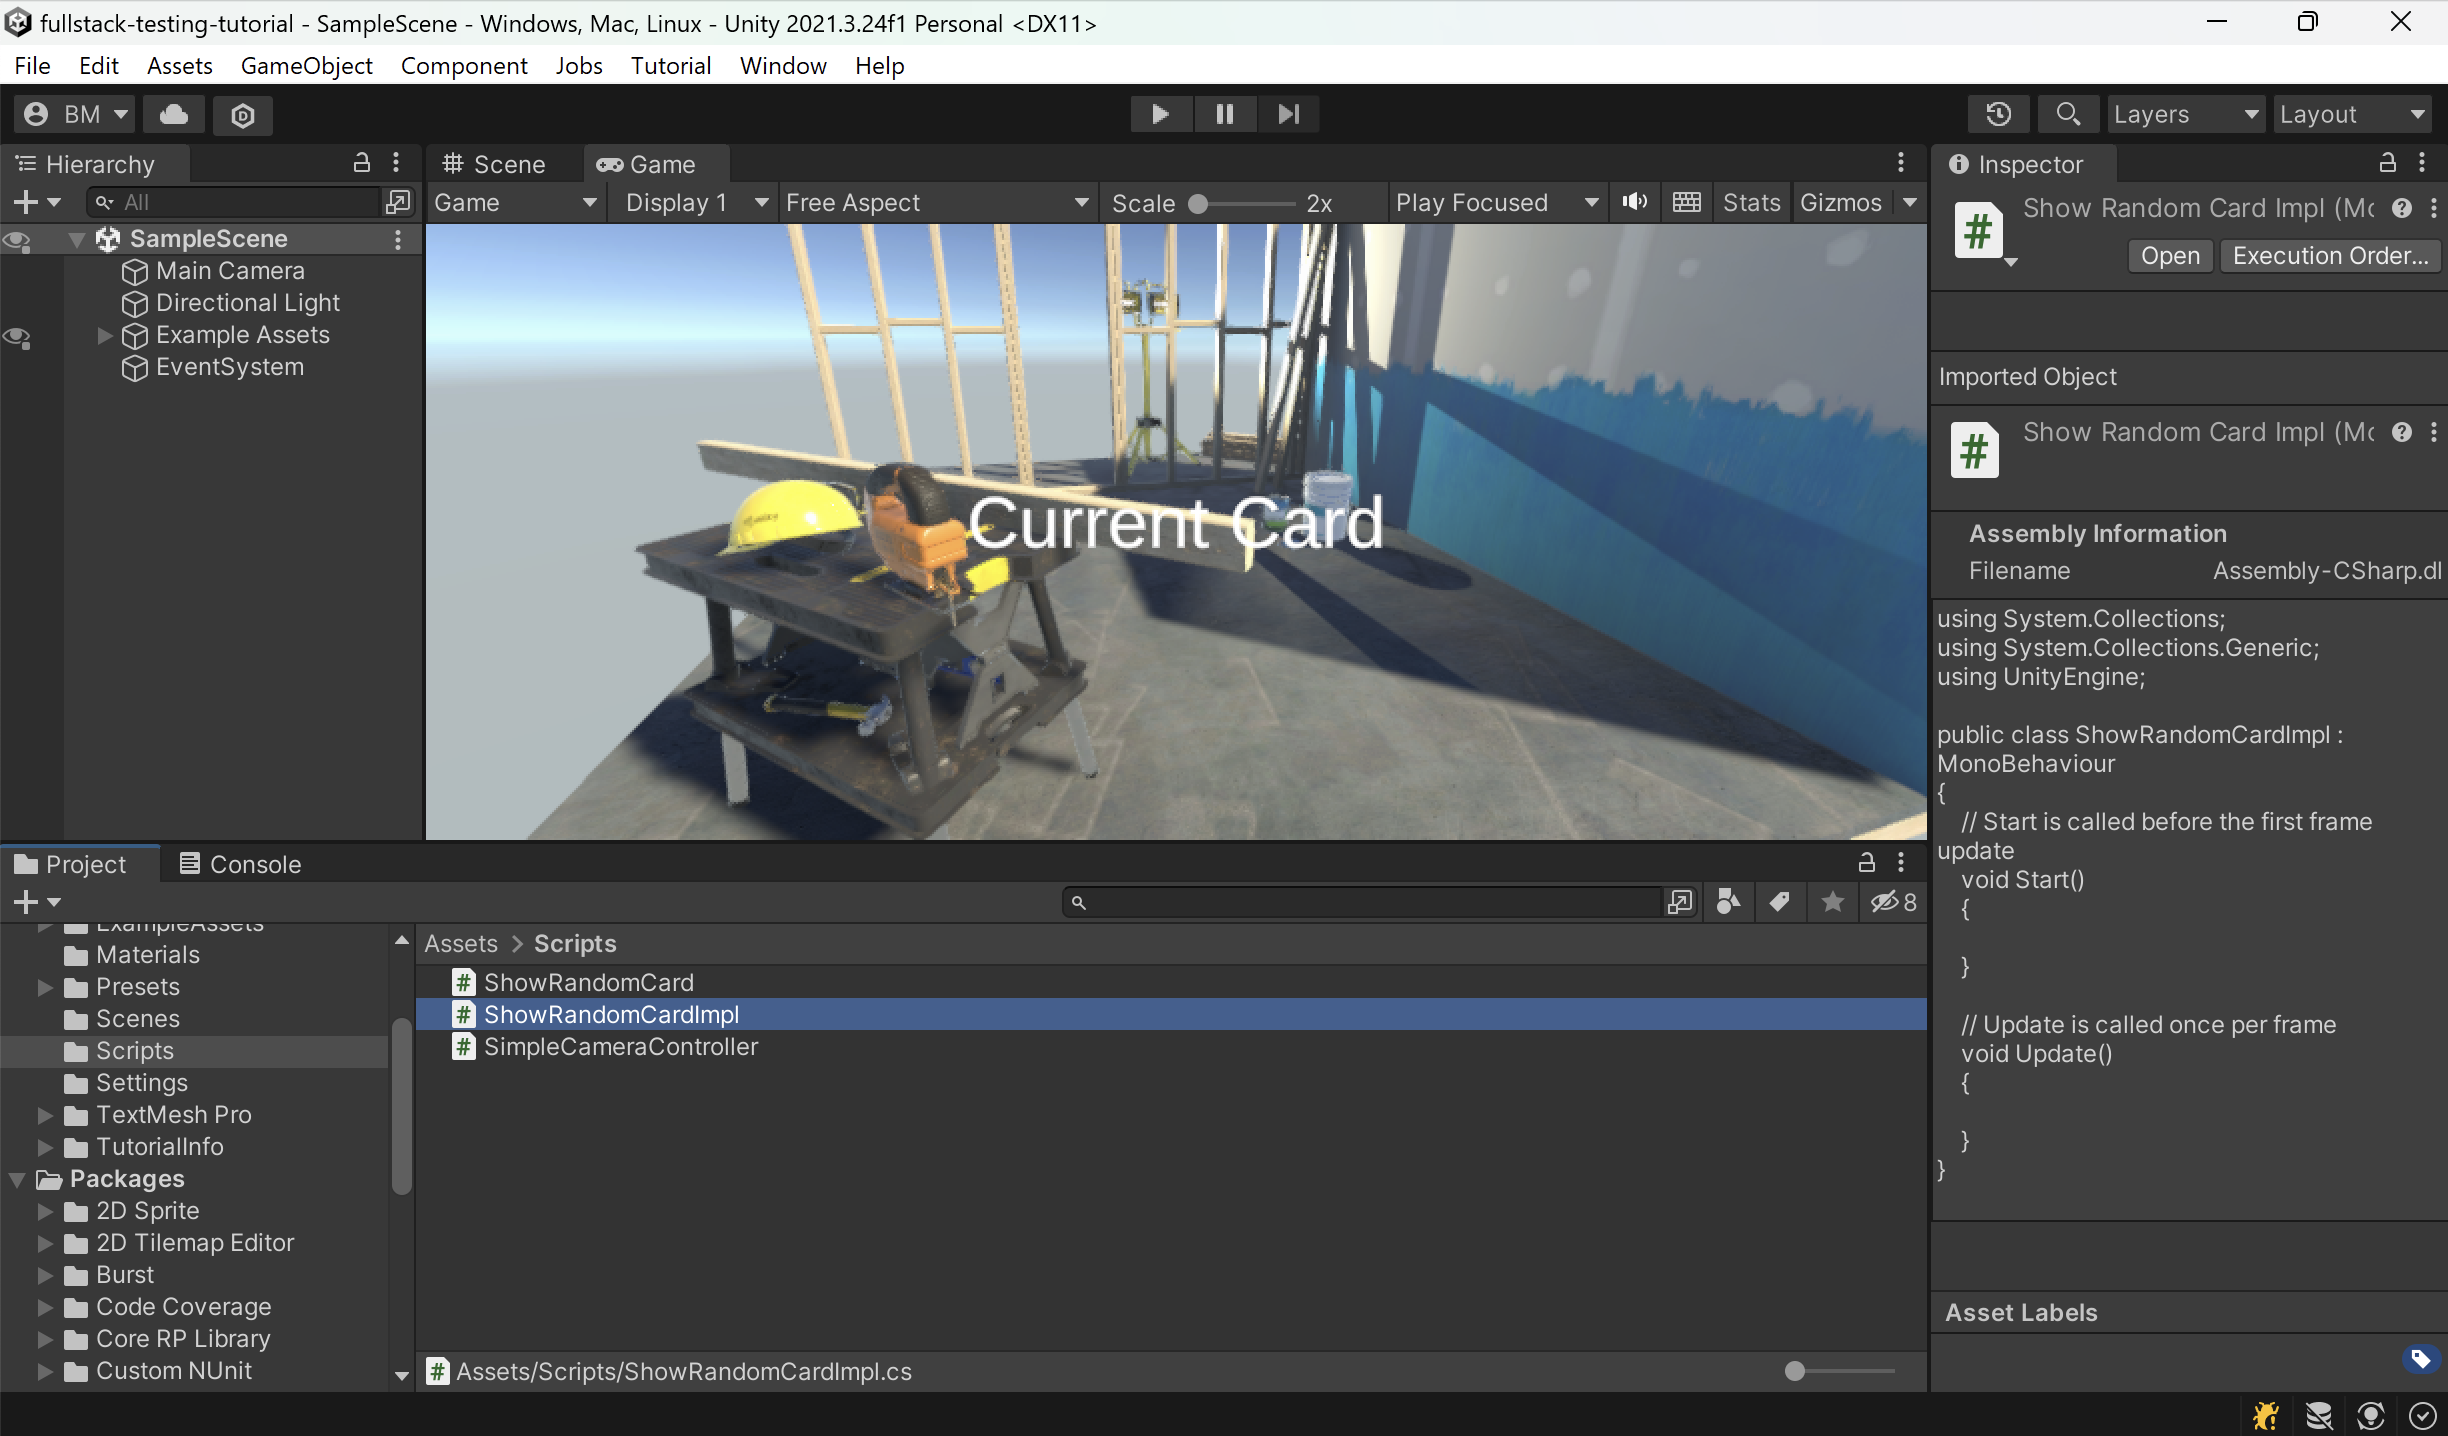 fullstack-testing-tutorial - SampleScene - Windows, Mac, Linux - Unity 2021.3.24f1 Personal <DX11>
File Edit Assets GameObject Component Jobs Tutorial Window Help
BM Layers Layout
Hierarchy
All
SampleScene
Main Camera
Directional Light
Example Assets
EventSystem
Scene Game
Game Display 1 Free Aspect Scale 2x Play Focused Stats Gizmos
Current Card
Inspector
Show Random Card Impl (Mc
Open Execution Order...
Imported Object
Show Random Card Impl (Mc
Assembly Information
Filename Assembly-CSharp.dl
using System.Collections;
using System.Collections.Generic;
using UnityEngine;
public class ShowRandomCardImpl :
MonoBehaviour
{
// Start is called before the first frame
update
void Start()
{
}
// Update is called once per frame
void Update()
{
}
}
Asset Labels
Project Console
8
ExampleAssets
Materials
Presets
Scenes
Scripts
Settings
TextMesh Pro
TutorialInfo
Packages
2D Sprite
2D Tilemap Editor
Burst
Code Coverage
Core RP Library
Custom NUnit
Assets > Scripts
ShowRandomCard
ShowRandomCardImpl
SimpleCameraController
Assets/Scripts/ShowRandomCardImpl.cs